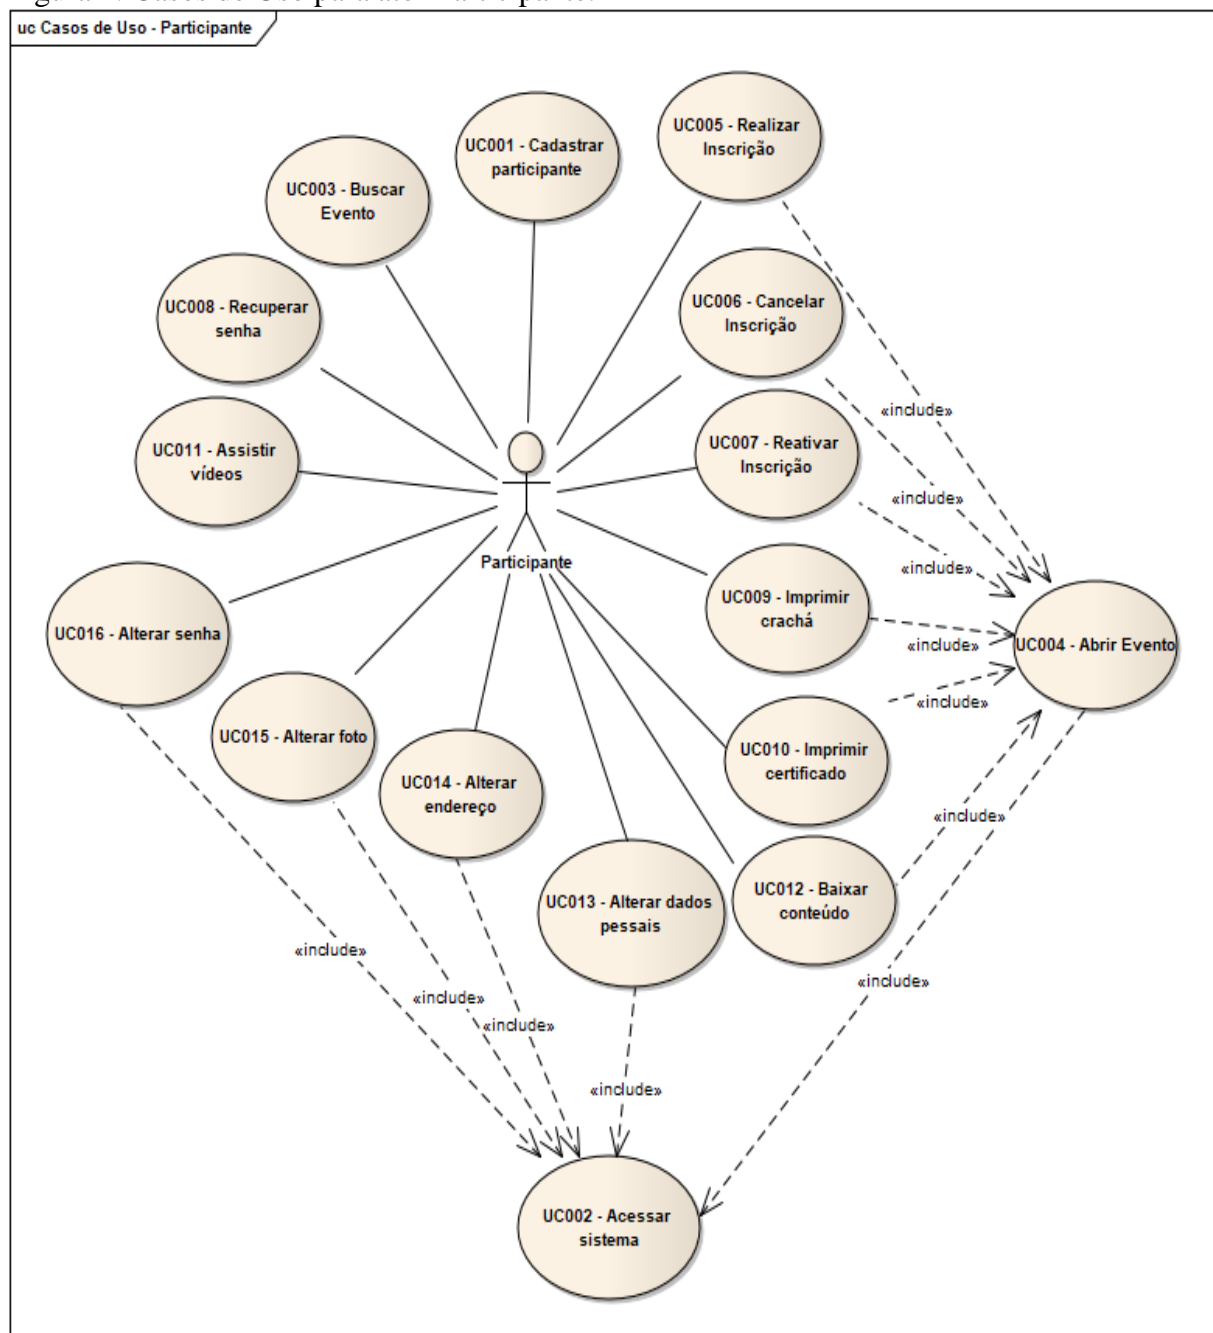 uc Casos de Uso - Participante
UC005 - Realizar
Inscrição
UC001 - Cadastrar
participante
UC003 - Buscar
Evento
UC006 - Cancelar
Inscrição
UC008 - Recuperar
senha
«include»
UC007 - Reativar
Inscrição
UC011 - Assistir
vídeos
«include»
«include»
Participante
UC009 - Imprimir
crachá
UC016 - Alterar senha
«include»
UC004 - Abrir Evento
«include»
UC015 - Alterar foto
UC010 - Imprimir
certificado
UC014 - Alterar
endereço
«include»
UC012 - Baixar
conteúdo
UC013 - Alterar dados
pessais
«include»
«include»
«include»
«include»
«include»
UC002 - Acessar
sistema